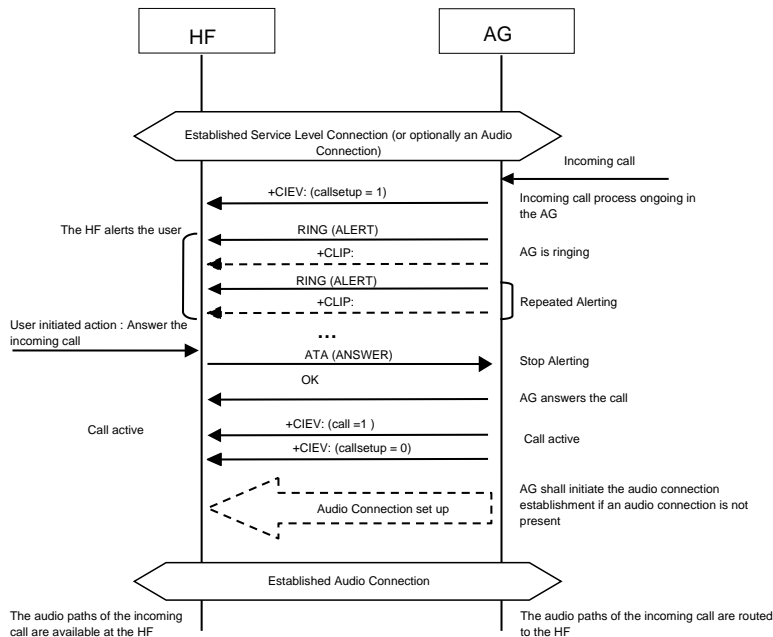 HF
AG
Established Service Level Connection (or optionally an Audio
Connection)
Incoming call
+CIEV: (callsetup = 1)
Incoming call process ongoing in
the AG
The HF alerts the user
RING (ALERT)
+CLIP:
AG is ringing
RING (ALERT)
+CLIP:
Repeated Alerting
User initiated action : Answer the
incoming call
...
ATA (ANSWER)
Stop Alerting
OK
AG answers the call
Call active
+CIEV: (call =1 )
Call active
+CIEV: (callsetup = 0)
AG shall initiate the audio connection
establishment if an audio connection is not
present
Audio Connection set up
Established Audio Connection
The audio paths of the incoming
call are available at the HF
The audio paths of the incoming call are routed
to the HF